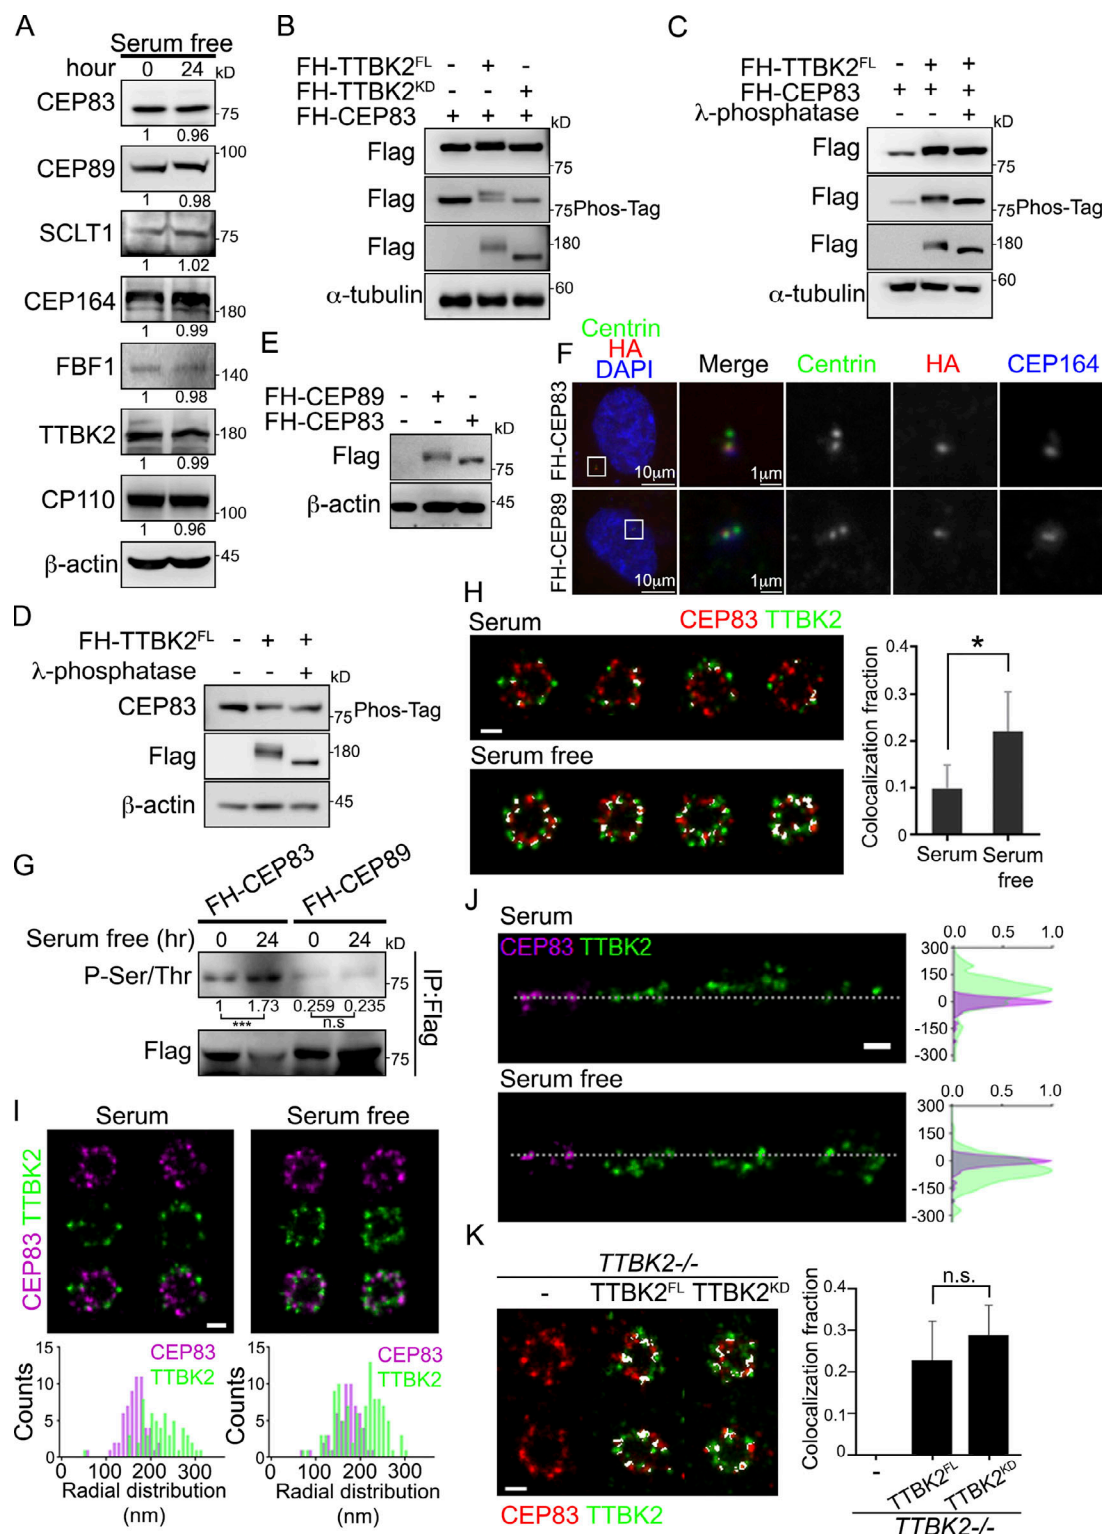 A
Serum free
hour 0 24 kD
CEP83
75
1 0.96
CEP89
100
1 0.98
SCLT1
75
1 1.02
CEP164
180
1 0.99
FBF1
140
1 0.98
TTBK2
180
1 0.99
CP110
100
1 0.96
β-actin
45
B
FH-TTBK2FL - + -
FH-TTBK2KD - - +
FH-CEP83 + + + kD
Flag
75
Flag
75 Phos-Tag
Flag
180
α-tubulin
60
C
FH-TTBK2FL - + +
FH-CEP83 + + +
λ-phosphatase - - + kD
Flag
75
Flag
75 Phos-Tag
Flag
180
α-tubulin
60
D
FH-TTBK2FL - + +
λ-phosphatase - - + kD
CEP83
75 Phos-Tag
Flag
180
β-actin
45
E
FH-CEP89 - + -
FH-CEP83 - - + kD
Flag
75
β-actin
45
F
Centrin
HA
DAPI
Merge
Centrin
HA
CEP164
FH-CEP83
10μm
1μm
FH-CEP89
10μm
1μm
G
FH-CEP83
FH-CEP89
Serum free (hr) 0 24 0 24 kD
P-Ser/Thr
75
1 1.73 0.259 0.235
*** n.s
Flag
75
IP:Flag
H
Serum
CEP83 TTBK2
Serum free
Colocalization fraction
0.4
0.3
0.2
0.1
0
*
Serum
Serum free
I
Serum
Serum free
CEP83 TTBK2
Counts
15
10
5
0
CEP83
TTBK2
0 100 200 300
Radial distribution
(nm)
Counts
15
10
5
0
CEP83
TTBK2
0 100 200 300
Radial distribution
(nm)
J
Serum
CEP83 TTBK2
0.0 0.5 1.0
300
150
0
-150
-300
Serum free
0.0 0.5 1.0
300
150
0
-150
-300
K
TTBK2-/-
- TTBK2FL TTBK2KD
CEP83 TTBK2
Colocalization fraction
0.4
0.3
0.2
0.1
0
n.s.
-
TTBK2FL
TTBK2KD
TTBK2-/-